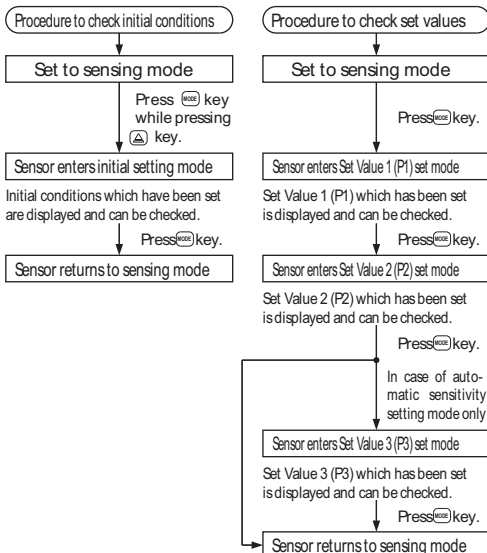 Procedure to check initial conditions
Set to sensing mode
Press MODE key
while pressing
key.
Sensor enters initial setting mode
Initial conditions which have been set
are displayed and can be checked.
Press MODE key.
Sensor returns to sensing mode
Procedure to check set values
Set to sensing mode
Press MODE key.
Sensor enters Set Value 1 (P1) set mode
Set Value 1 (P1) which has been set
is displayed and can be checked.
Press MODE key.
Sensor enters Set Value 2 (P2) set mode
Set Value 2 (P2) which has been set
is displayed and can be checked.
Press MODE key.
In case of auto-
matic sensitivity
setting mode only
Sensor enters Set Value 3 (P3) set mode
Set Value 3 (P3) which has been set
is displayed and can be checked.
Press MODE key.
Sensor returns to sensing mode